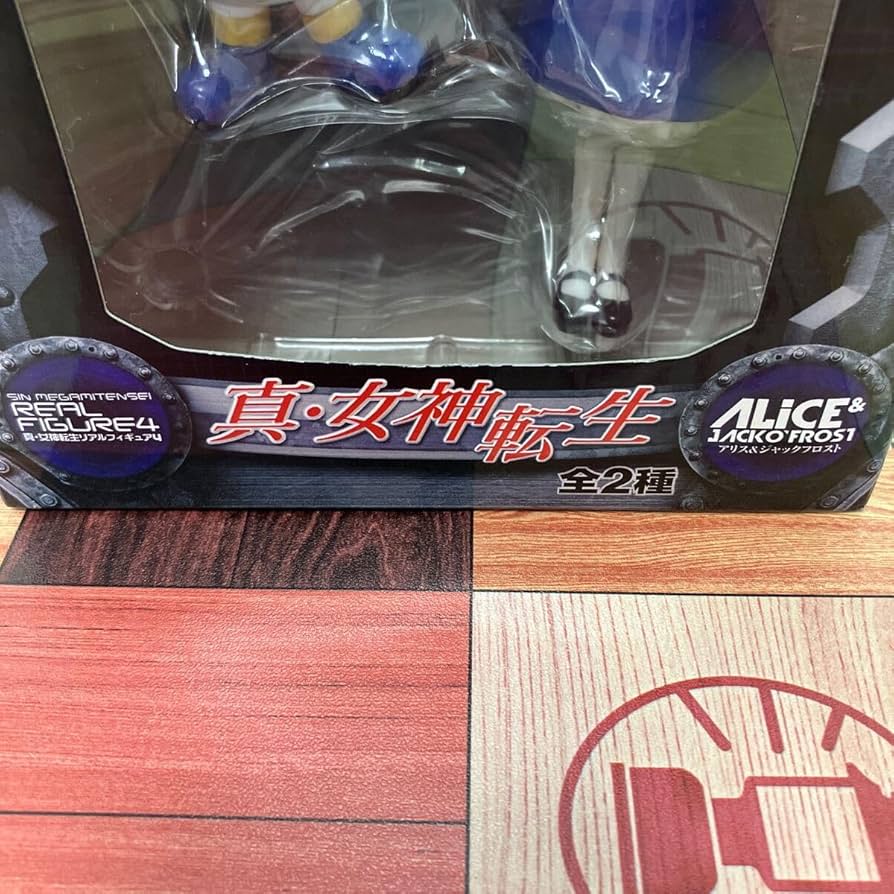 SIN MEGAMITENSEI
REAL
FIGURE4
真・女神転生リアルフィギュア4
真・女神転生
全2種
ALICE&
JACKO'FROST
アリス&ジャックフロスト